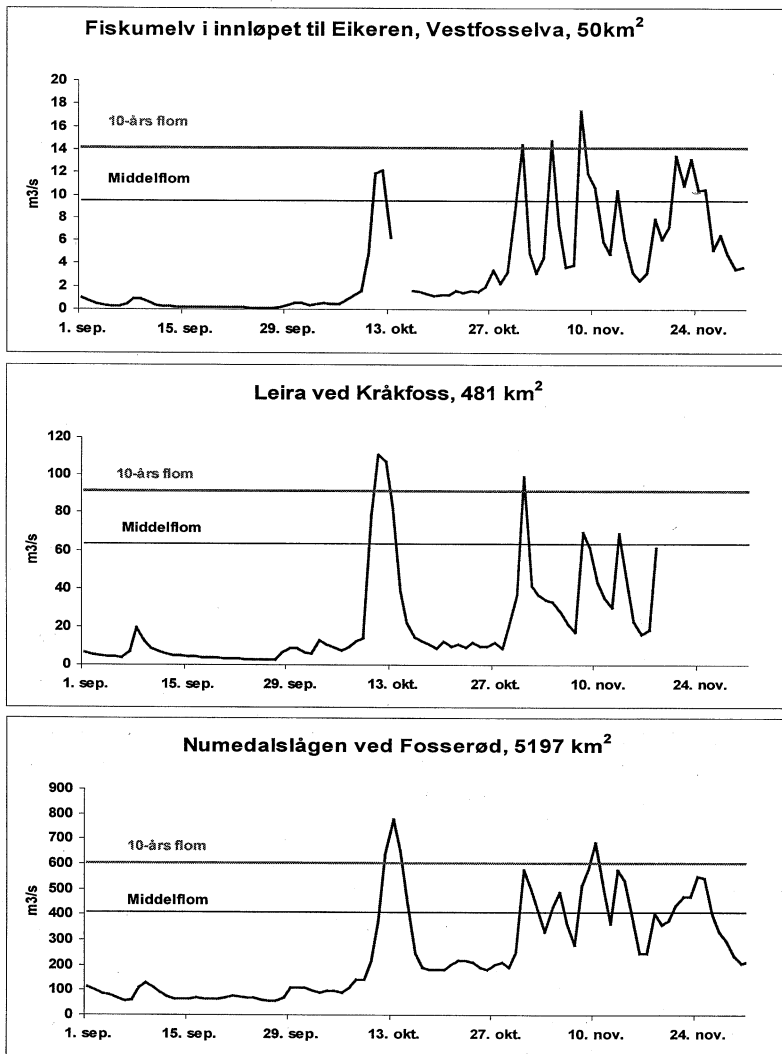 Fiskumelv i innløpet til Eikeren, Vestfosselva, 50km²
20
18
16
14
12
10
8
6
4
2
0
m3/s
10-års flom
Middelflom
1. sep.
15. sep.
29. sep.
13. okt.
27. okt.
10. nov.
24. nov.
Leira ved Kråkfoss, 481 km²
120
100
80
60
40
20
0
m3/s
10-års flom
Middelflom
1. sep.
15. sep.
29. sep.
13. okt.
27. okt.
10. nov.
24. nov.
Numedalslågen ved Fosserød, 5197 km²
900
800
700
600
500
400
300
200
100
0
m3/s
10-års flom
Middelflom
1. sep.
15. sep.
29. sep.
13. okt.
27. okt.
10. nov.
24. nov.